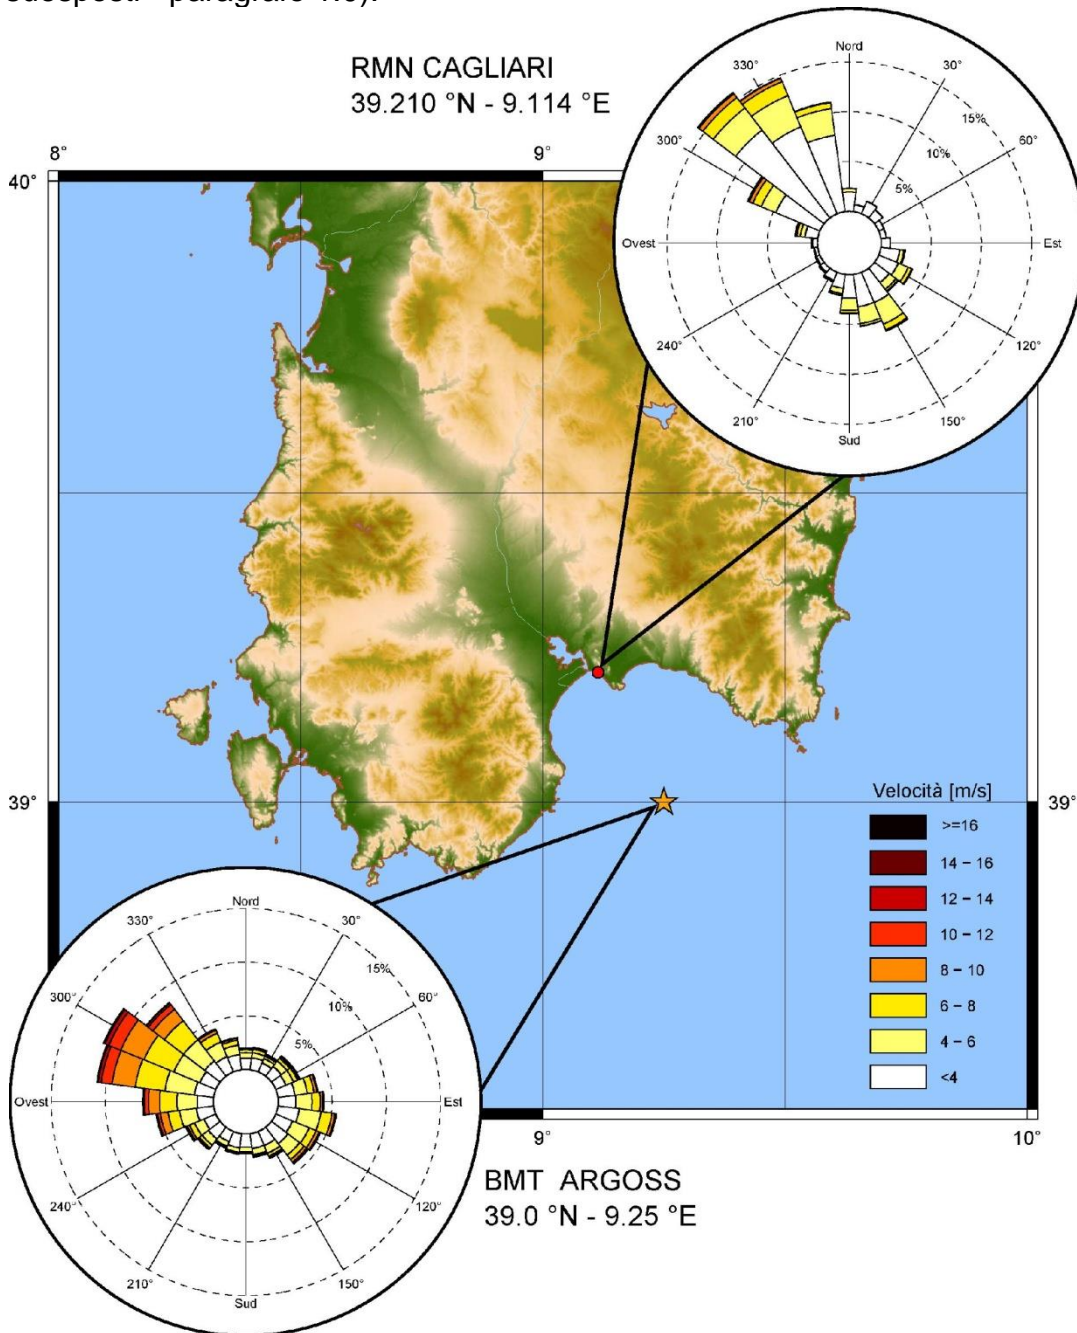 RMN CAGLIARI
39.210 °N - 9.114 °E
Nord
30°
60°
Est
120°
150°
Sud
210°
240°
Ovest
300°
330°
5%
10%
15%
8°
9°
40°
39°
39°
Velocità [m/s]
>=16
14 – 16
12 – 14
10 – 12
8 – 10
6 – 8
4 – 6
<4
Nord
30°
60°
Est
120°
150°
Sud
210°
240°
Ovest
300°
330°
5%
10%
15%
9°
10°
BMT ARGOSS
39.0 °N - 9.25 °E